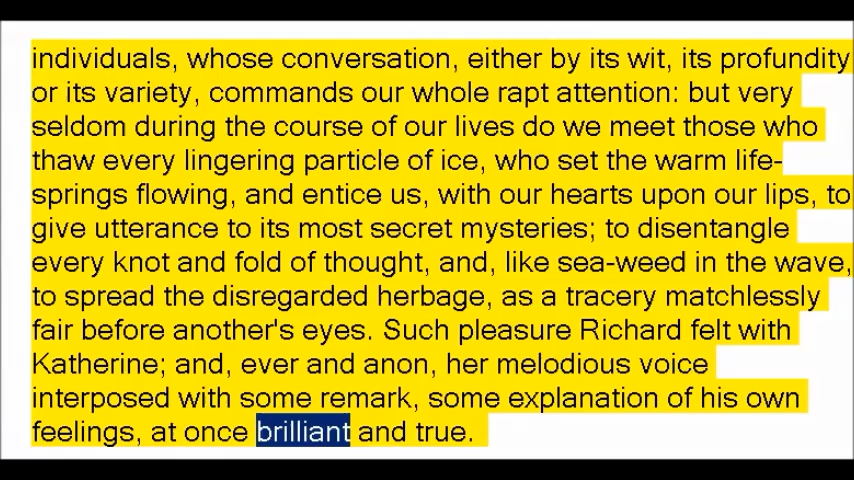 individuals, whose conversation, either by its wit, its profundity
or its variety, commands our whole rapt attention: but very
seldom during the course of our lives do we meet those who
thaw every lingering particle of ice, who set the warm life-
springs flowing, and entice us, with our hearts upon our lips, to
give utterance to its most secret mysteries; to disentangle
every knot and fold of thought, and, like sea-weed in the wave,
to spread the disregarded herbage, as a tracery matchlessly
fair before another's eyes. Such pleasure Richard felt with
Katherine; and, ever and anon, her melodious voice
interposed with some remark, some explanation of his own
feelings, at once brilliant and true.